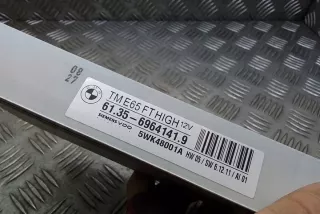 TM E65 FT HIGH 12V
61.35-6964141.9
SIEMENS VDO 5WK48001A
HW 05 / SW 5.12.11 / AI 01